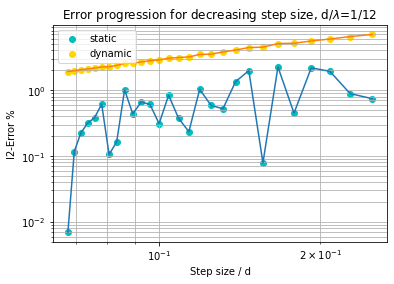 Error progression for decreasing step size, d/λ=1/12
static
dynamic
l2-Error %
10⁰
10⁻¹
10⁻²
10⁻¹
2 × 10⁻¹
Step size / d